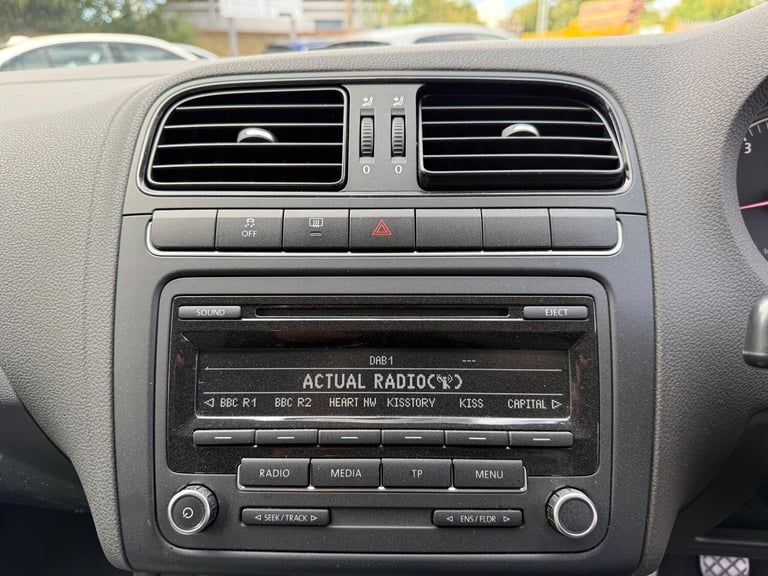 0 0
OFF
3
SOUND EJECT
DAB1 ---
ACTUAL RADIO( )
◁ BBC R1 BBC R2 HEART NW KISSTORY KISS CAPITAL ▷
RADIO MEDIA TP MENU
◁ SEEK / TRACK ▷ ◁ ENS / FLDR ▷